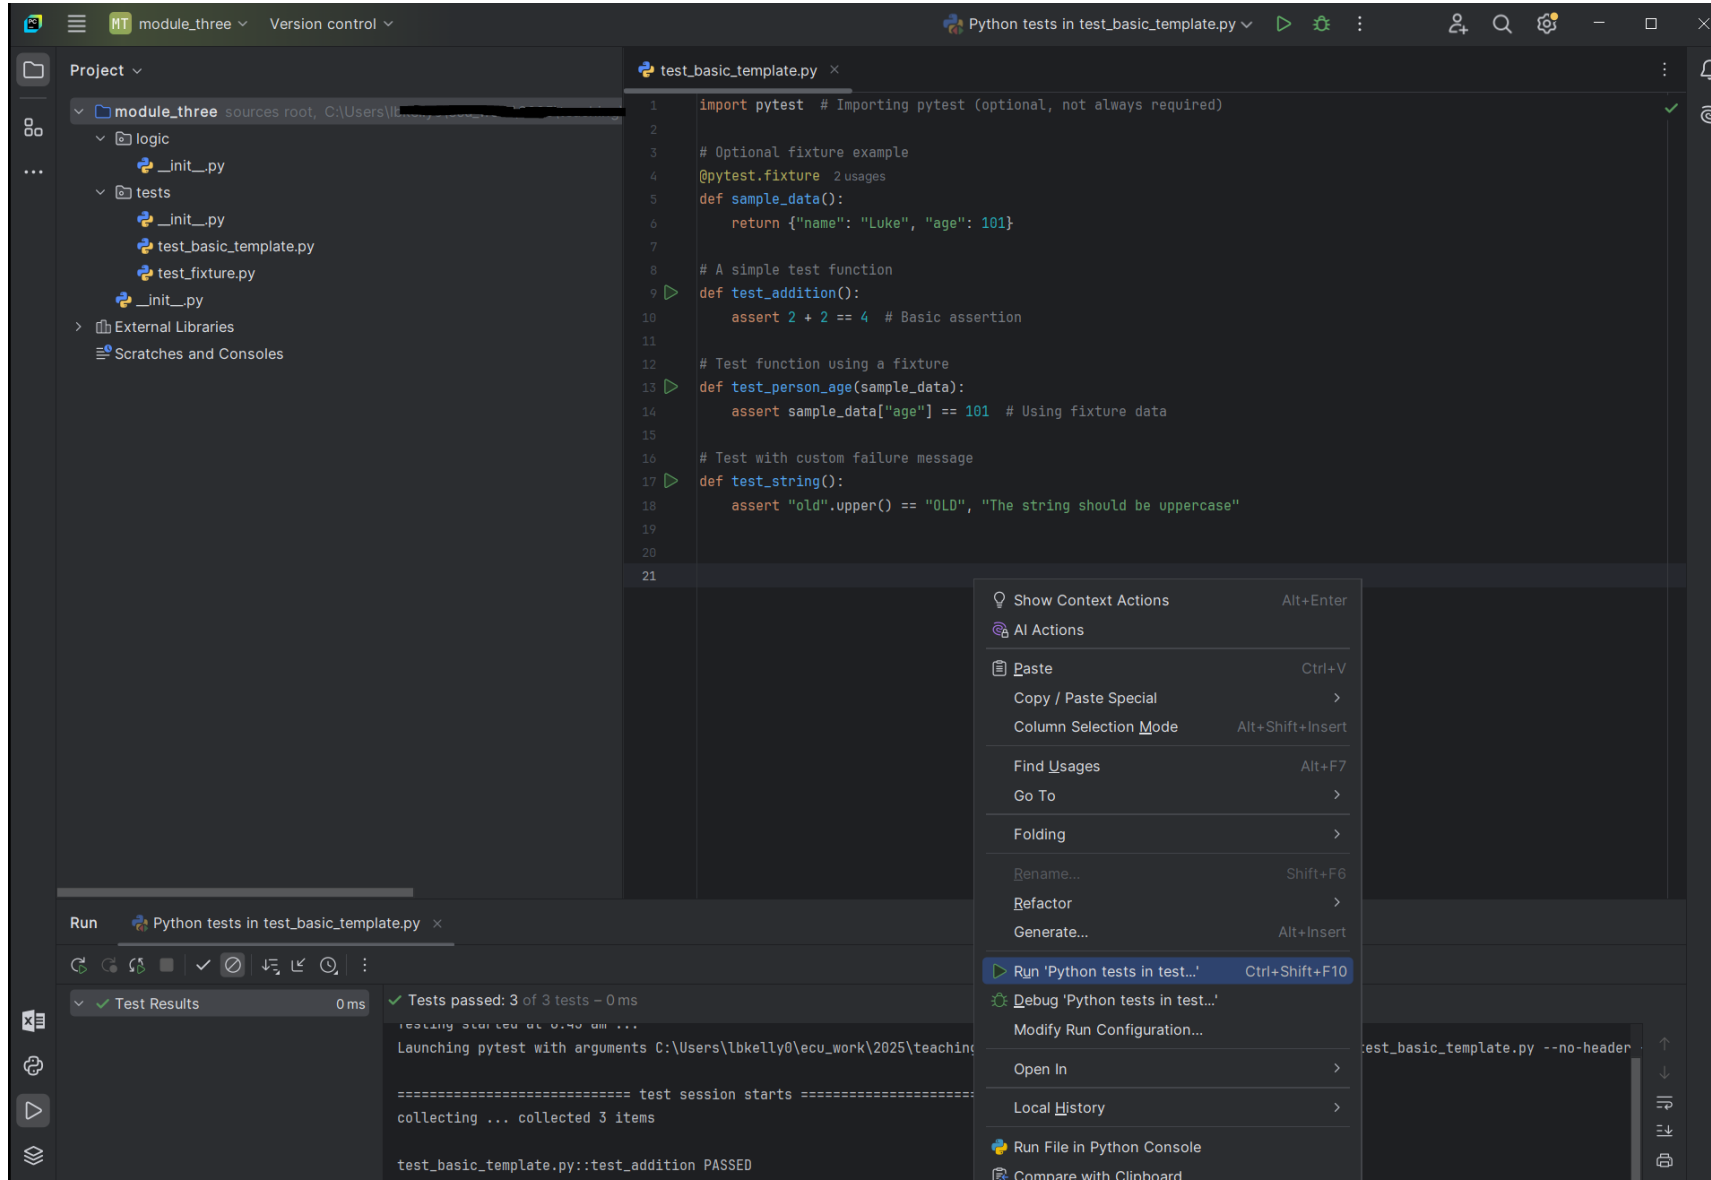 MT module_three Version control Python tests in test_basic_template.py
Project
module_three sources root, C:\Users\
logic
__init__.py
tests
__init__.py
test_basic_template.py
test_fixture.py
__init__.py
External Libraries
Scratches and Consoles
test_basic_template.py
1 import pytest # Importing pytest (optional, not always required)
2
3 # Optional fixture example
4 @pytest.fixture 2 usages
5 def sample_data():
6 return {"name": "Luke", "age": 101}
7
8 # A simple test function
9 def test_addition():
10 assert 2 + 2 == 4 # Basic assertion
11
12 # Test function using a fixture
13 def test_person_age(sample_data):
14 assert sample_data["age"] == 101 # Using fixture data
15
16 # Test with custom failure message
17 def test_string():
18 assert "old".upper() == "OLD", "The string should be uppercase"
19
20
21
Show Context Actions Alt+Enter
AI Actions
Paste Ctrl+V
Copy / Paste Special
Column Selection Mode Alt+Shift+Insert
Find Usages Alt+F7
Go To
Folding
Rename... Shift+F6
Refactor
Generate... Alt+Insert
Run 'Python tests in test...' Ctrl+Shift+F10
Debug 'Python tests in test...'
Modify Run Configuration...
Open In
Local History
Run File in Python Console
Compare with Clipboard
Run Python tests in test_basic_template.py
Test Results 0 ms
Tests passed: 3 of 3 tests – 0 ms
Testing started at 8:45 am ...
Launching pytest with arguments C:\Users\lbkelly0\ecu_work\2025\teaching test_basic_template.py --no-header
============================= test session starts ======================
collecting ... collected 3 items
test_basic_template.py::test_addition PASSED